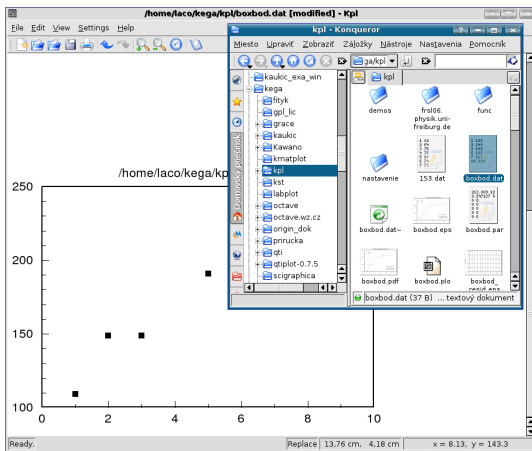 /home/laco/kega/kpl/boxbod.dat [modified] - Kpl
File Edit View Settings Help
/home/laco/kega/kp
250
200
150
100
0 2 4 6 8 10
Ready. Replace 13,76 cm, 4,18 cm x = 8.13, y = 143.3
kpl - Konqueror
Miesto Upraviť Zobraziť Záložky Nástroje Nastavenia Pomocník
ga/kpl
kaukic_exa_win
kega
fityk
gpl_lic
grace
kaukic
Kawano
kmatplot
kpl
kst
labplot
octave
octave.wz.cz
origin_dok
prirucka
qti
qtiplot-0.7.5
scigraphica
kpl
demos frsl06. func
physik.uni-
freiburg.de
nastavenie 153.dat boxbod.dat
boxbod.dat~ boxbod.eps boxbod.par
boxbod.pdf boxbod.plo boxbod_
resid.eps
boxbod.dat (37 B) ... textový dokument